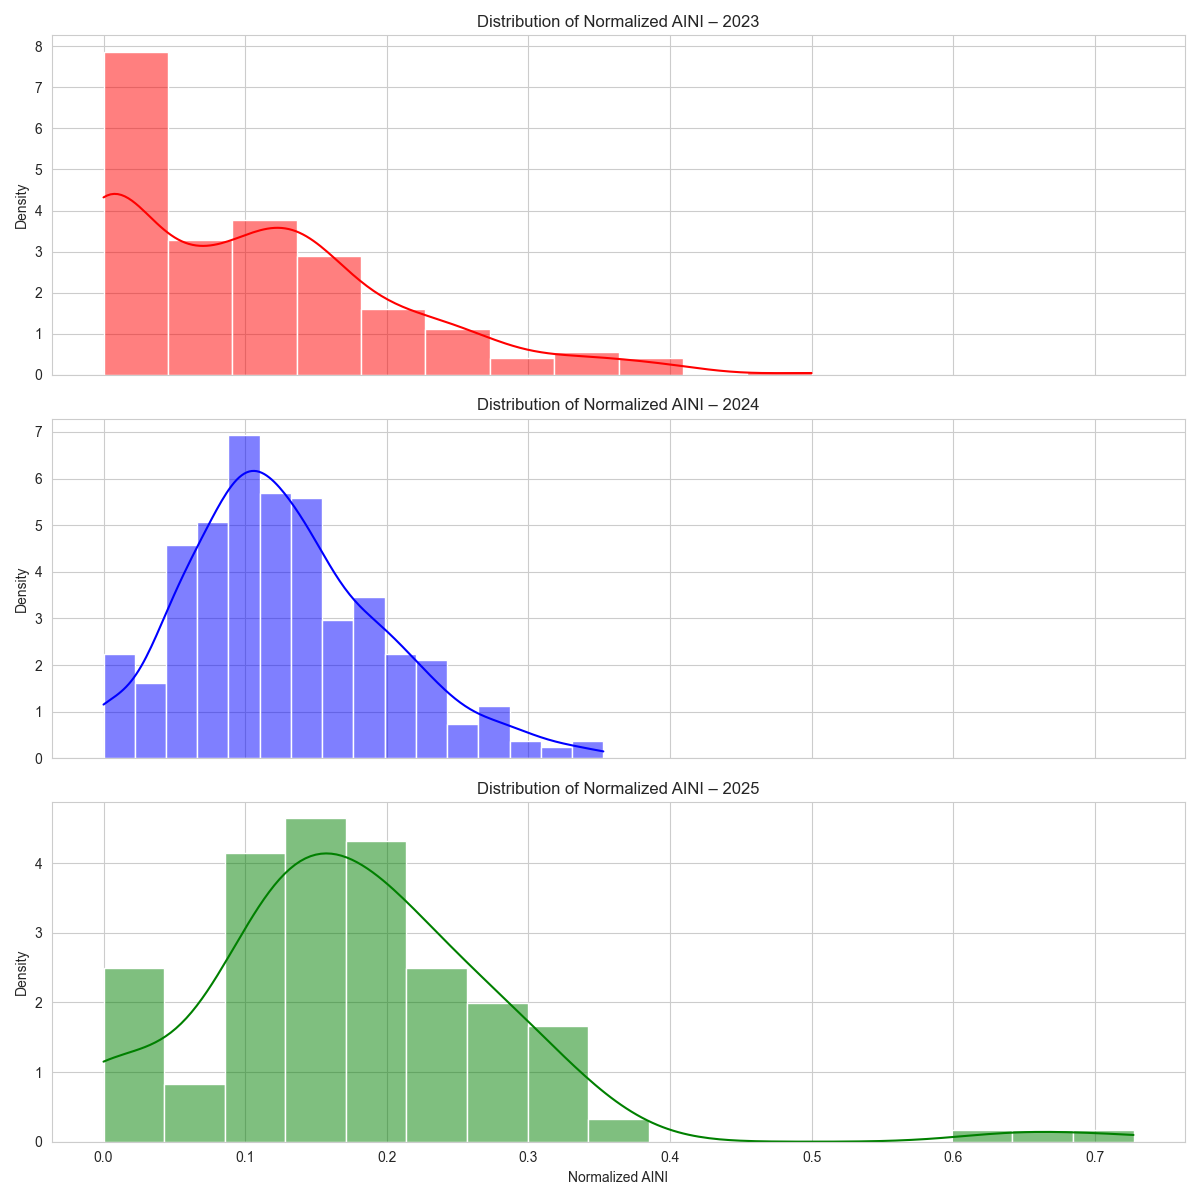 Distribution of Normalized AINI – 2023
8
7
6
5
4
3
2
1
0
Density
Distribution of Normalized AINI – 2024
7
6
5
4
3
2
1
0
Density
Distribution of Normalized AINI – 2025
4
3
2
1
0
Density
0.0 0.1 0.2 0.3 0.4 0.5 0.6 0.7
Normalized AINI